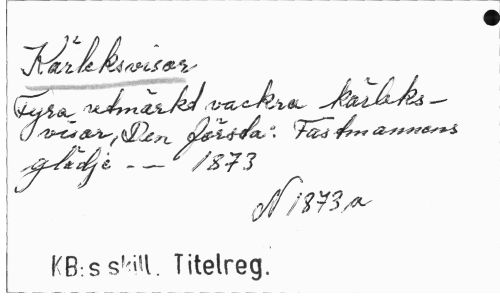 Kärleksvisor
Fyra utmärkt vackra kärleks-
visor, Den första: Fästmannens
glädje -- 1873
N 1873 a
KB:s skill. Titelreg.